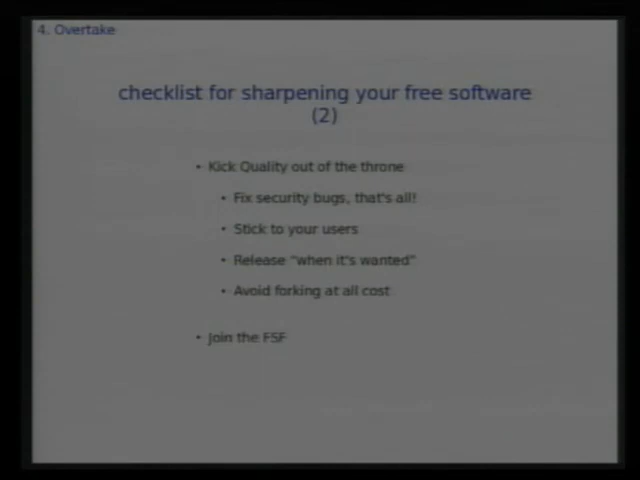 4. Overtake
checklist for sharpening your free software
(2)
• Kick Quality out of the throne
• Fix security bugs, that's all!
• Stick to your users
• Release "when it's wanted"
• Avoid forking at all cost
• Join the FSF